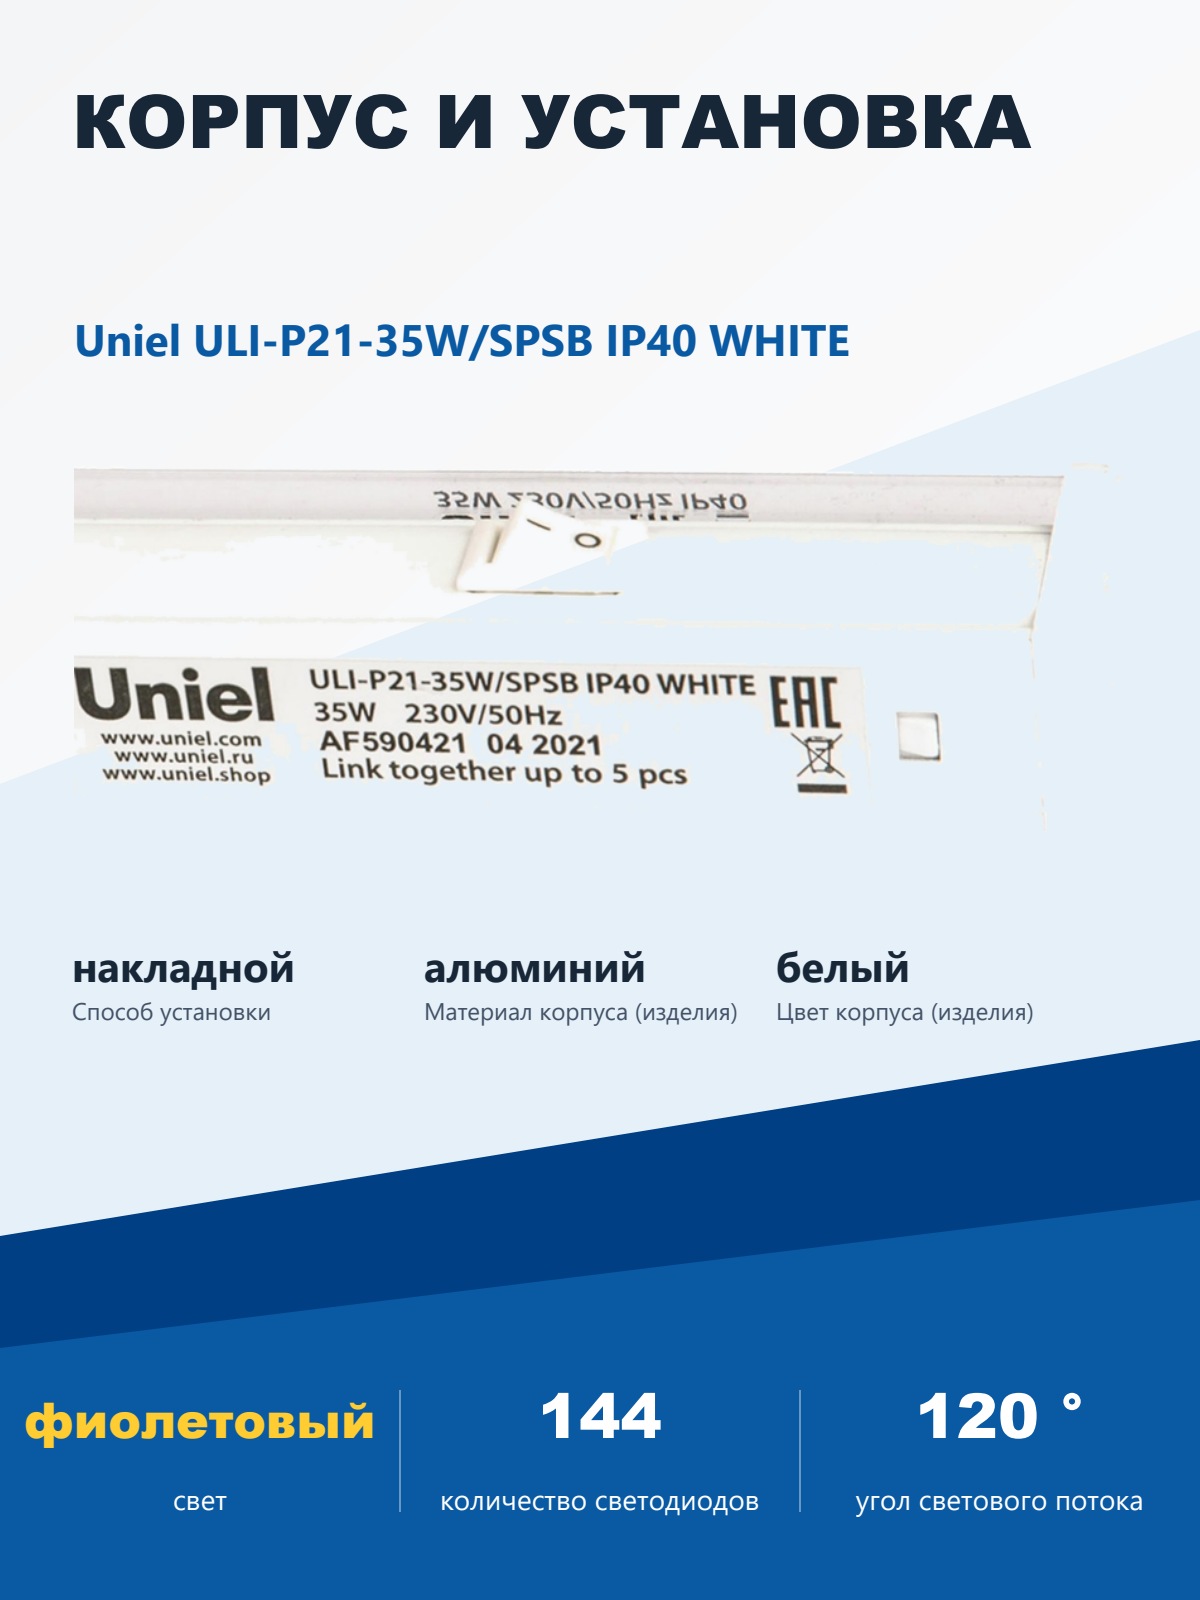 КОРПУС И УСТАНОВКА
Uniel ULI-P21-35W/SPSB IP40 WHITE
35W 230V/50Hz IP40
Uniel
www.uniel.com
www.uniel.ru
www.uniel.shop
ULI-P21-35W/SPSB IP40 WHITE
35W 230V/50Hz
AF590421 04 2021
Link together up to 5 pcs
EAC
накладной
Способ установки
алюминий
Материал корпуса (изделия)
белый
Цвет корпуса (изделия)
фиолетовый
свет
144
количество светодиодов
120 °
угол светового потока